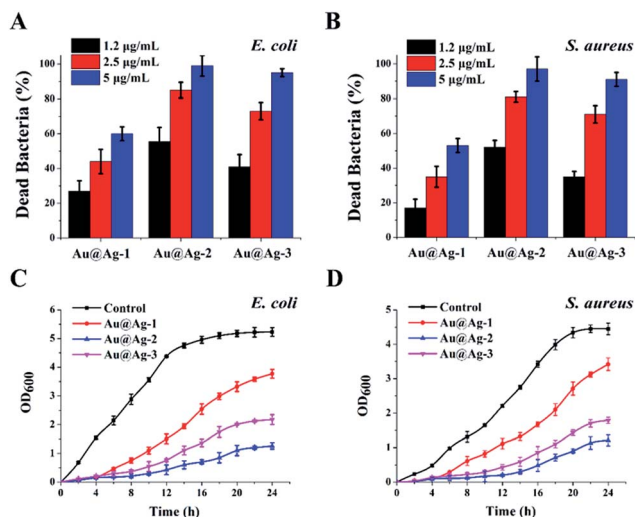 A
1.2 μg/mL
2.5 μg/mL
5 μg/mL
E. coli
Dead Bacteria (%)
100
80
60
40
20
0
Au@Ag-1 Au@Ag-2 Au@Ag-3
B
1.2 μg/mL
2.5 μg/mL
5 μg/mL
S. aureus
Dead Bacteria (%)
100
80
60
40
20
0
Au@Ag-1 Au@Ag-2 Au@Ag-3
C
E. coli
Control
Au@Ag-1
Au@Ag-2
Au@Ag-3
OD600
6
5
4
3
2
1
0
0 4 8 12 16 20 24
Time (h)
D
S. aureus
Control
Au@Ag-1
Au@Ag-2
Au@Ag-3
OD600
5
4
3
2
1
0
0 4 8 12 16 20 24
Time (h)